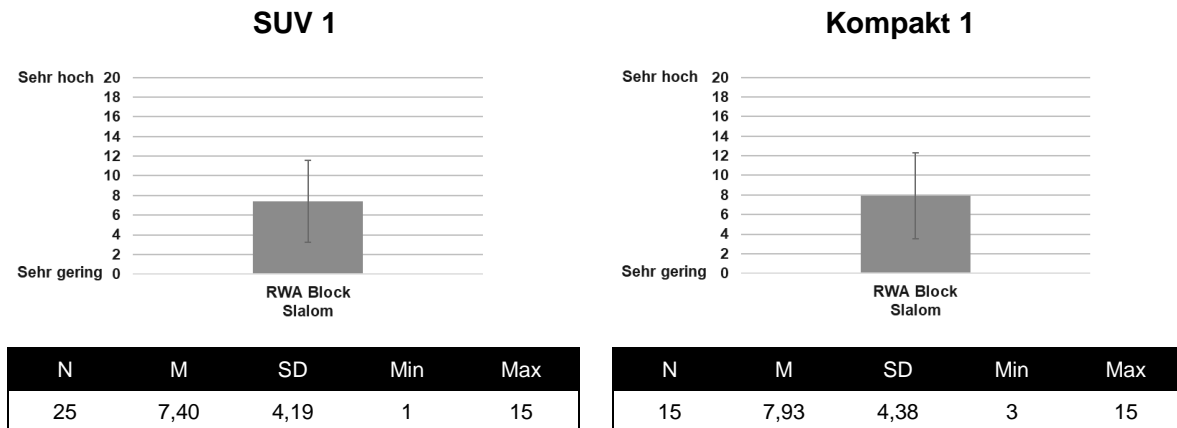 SUV 1
Sehr hoch 20
18
16
14
12
10
8
6
4
2
Sehr gering 0
RWA Block
Slalom
N M SD Min Max
25 7,40 4,19 1 15
Kompakt 1
Sehr hoch 20
18
16
14
12
10
8
6
4
2
Sehr gering 0
RWA Block
Slalom
N M SD Min Max
15 7,93 4,38 3 15